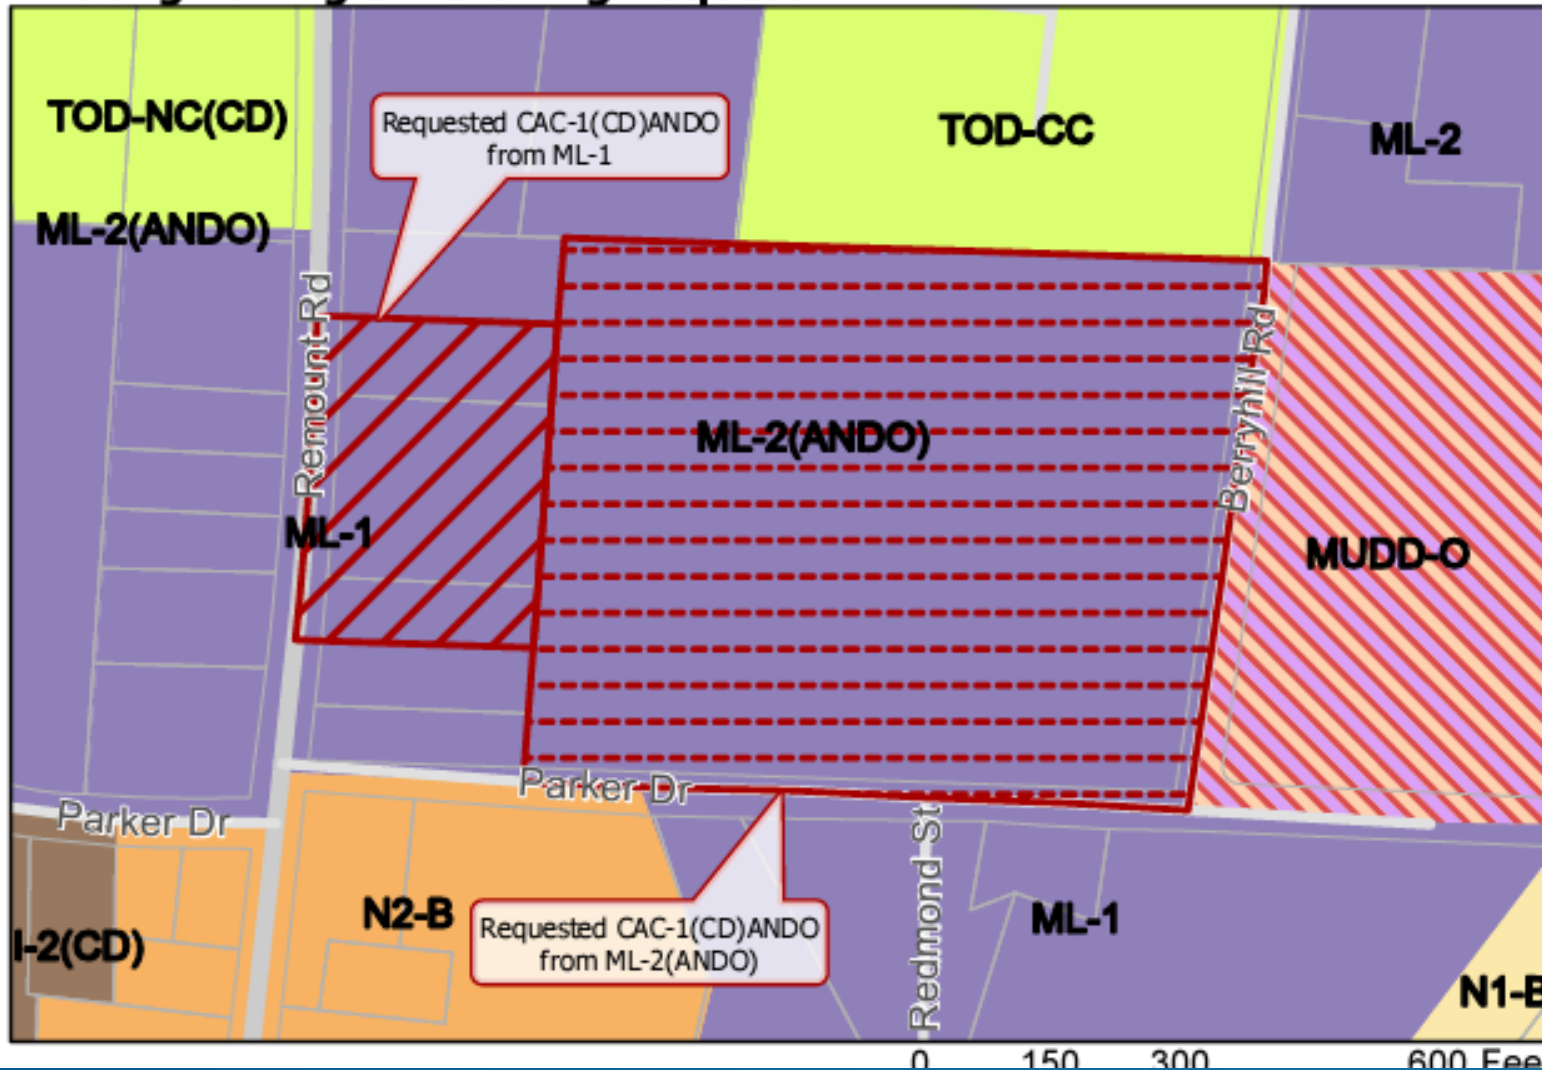 TOD-NC(CD)
Requested CAC-1(CD)ANDO
from ML-1
TOD-CC
ML-2
ML-2(ANDO)
Remount Rd
Berryhill Rd
ML-2(ANDO)
ML-1
MUDD-O
Parker Dr
Parker Dr
Redmond St
N2-B
Requested CAC-1(CD)ANDO
from ML-2(ANDO)
ML-1
I-2(CD)
N1-B
0 150 300 600 Fee